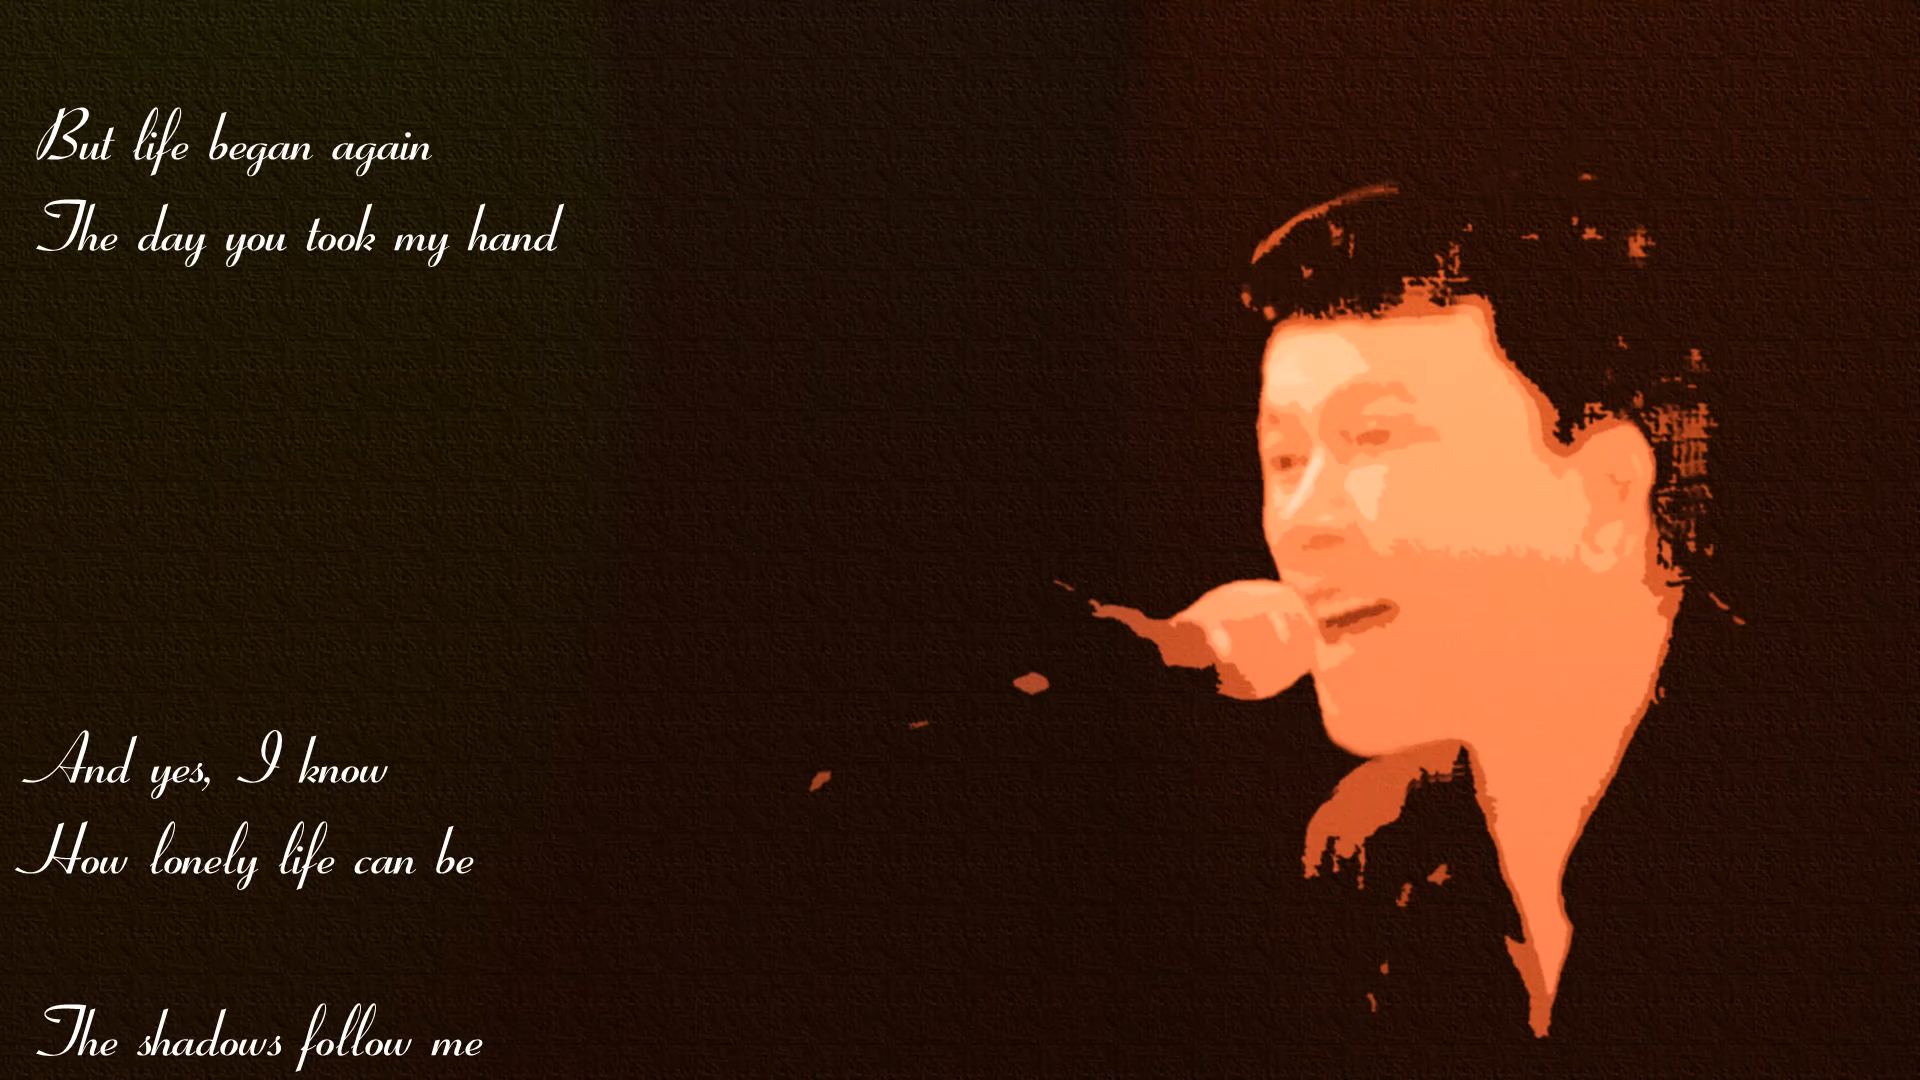 But life began again
The day you took my hand
And yes, I know
How lonely life can be
The shadows follow me